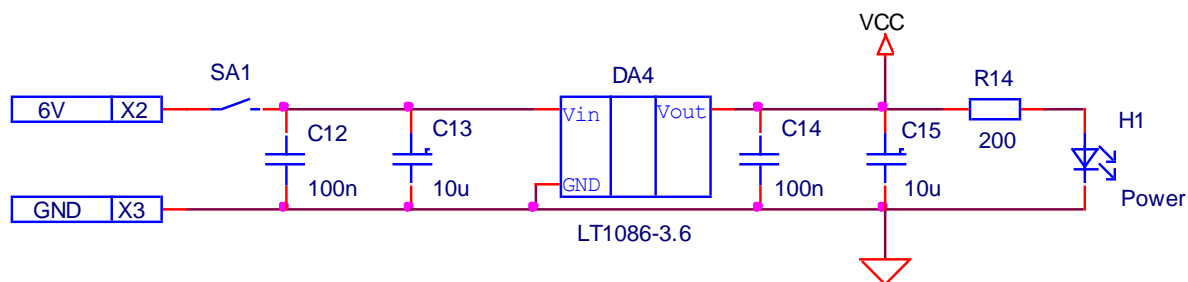 VCC
SA1
DA4
R14
6V X2
Vin
Vout
C12
C13
C14
C15
200
H1
100n
10u
GND
100n
10u
Power
GND X3
LT1086-3.6